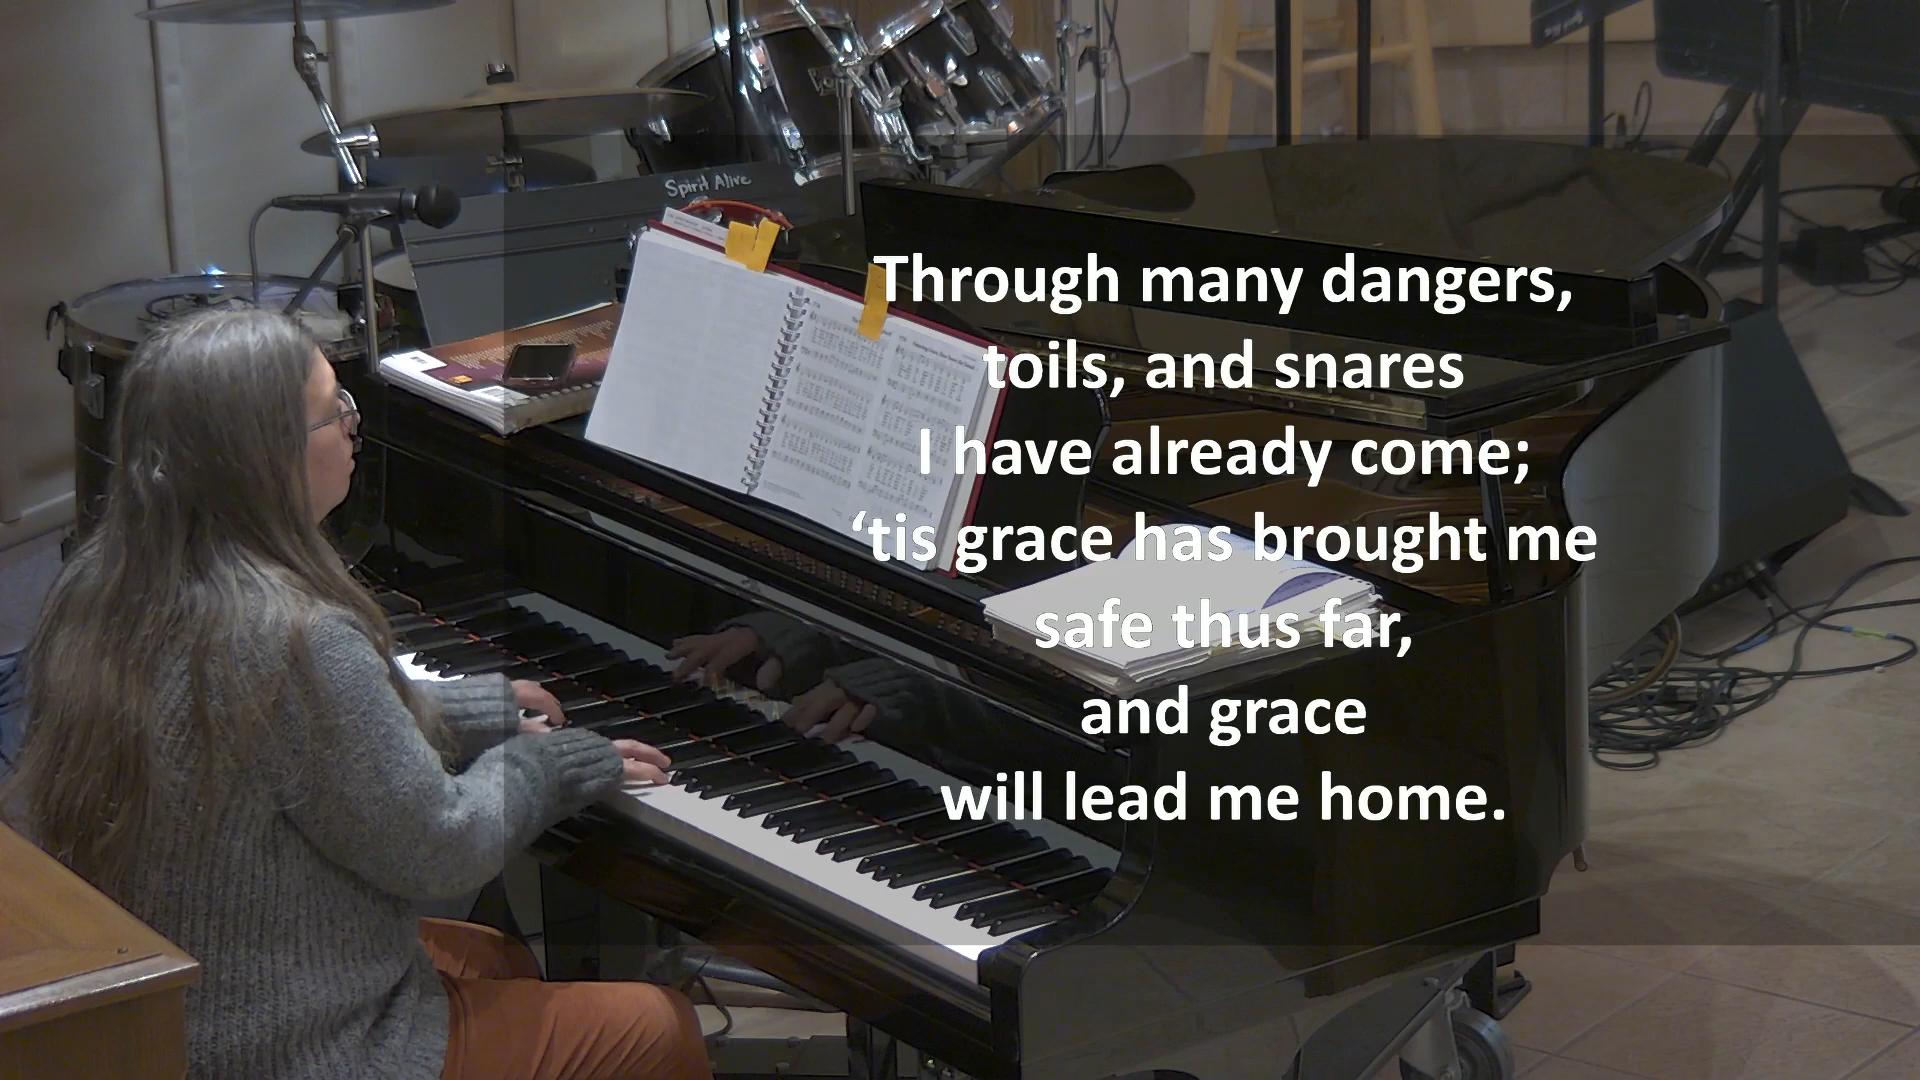 Spirit Alive
Through many dangers,
toils, and snares
I have already come;
‘tis grace has brought me
safe thus far,
and grace
will lead me home.